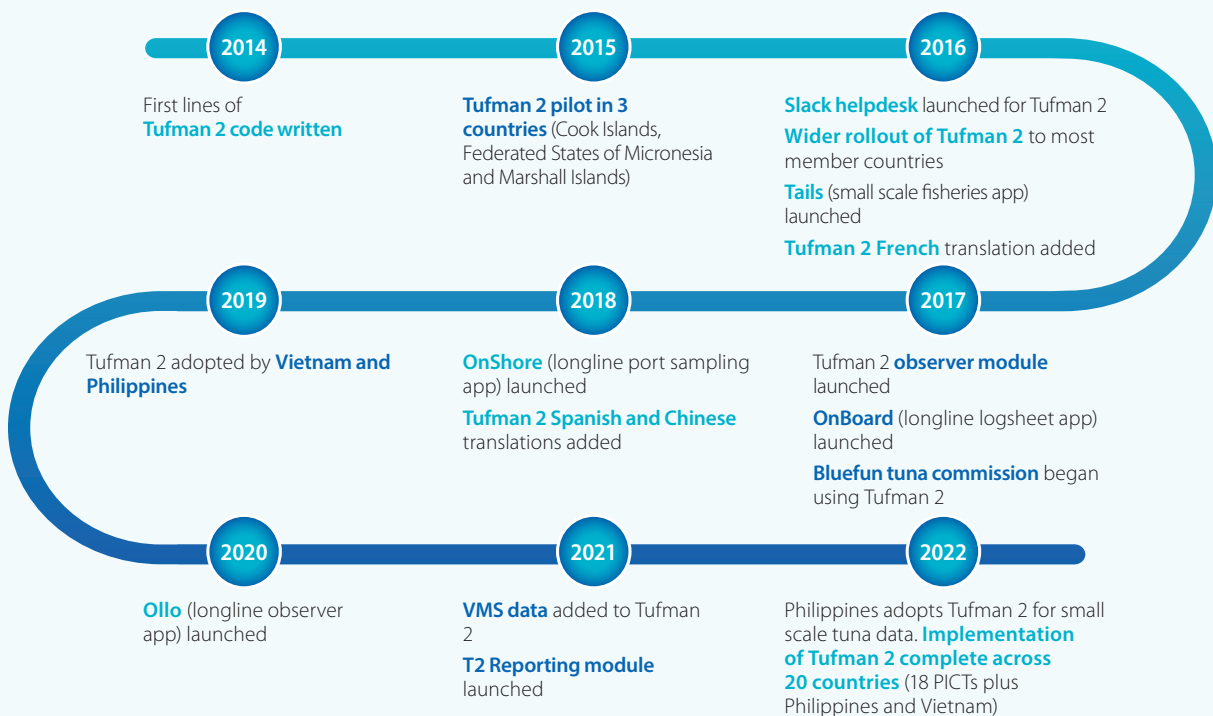 2014
First lines of
Tufman 2 code written
2015
Tufman 2 pilot in 3
countries (Cook Islands,
Federated States of Micronesia
and Marshall Islands)
2016
Slack helpdesk launched for Tufman 2
Wider rollout of Tufman 2 to most
member countries
Tails (small scale fisheries app)
launched
Tufman 2 French translation added
2017
Tufman 2 observer module
launched
OnBoard (longline logsheet app)
launched
Bluefun tuna commission began
using Tufman 2
2018
OnShore (longline port sampling
app) launched
Tufman 2 Spanish and Chinese
translations added
2019
Tufman 2 adopted by Vietnam and
Philippines
2020
Ollo (longline observer
app) launched
2021
VMS data added to Tufman
2
T2 Reporting module
launched
2022
Philippines adopts Tufman 2 for small
scale tuna data. Implementation
of Tufman 2 complete across
20 countries (18 PICTs plus
Philippines and Vietnam)